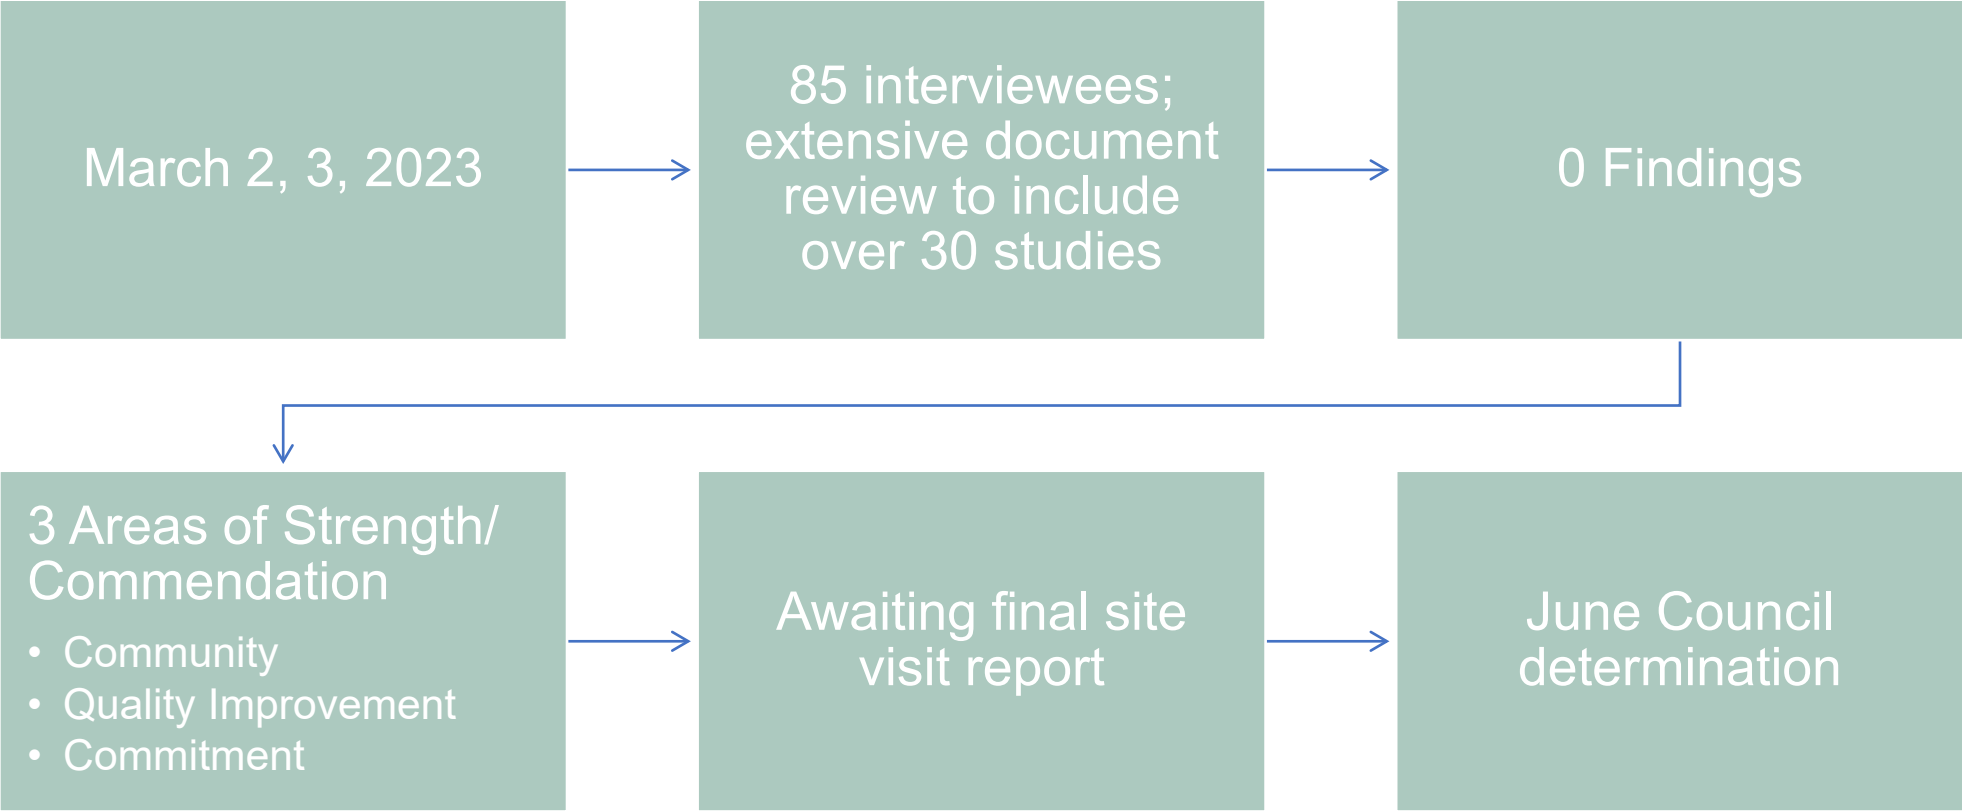 March 2, 3, 2023
85 interviewees;
extensive document
review to include
over 30 studies
0 Findings
3 Areas of Strength/
Commendation
• Community
• Quality Improvement
• Commitment
Awaiting final site
visit report
June Council
determination